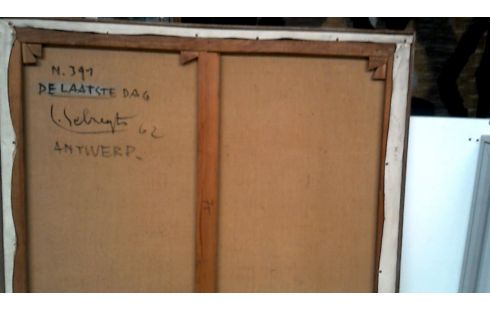 N. 391
DE LAATSTE DAG
62
ANTWERP.